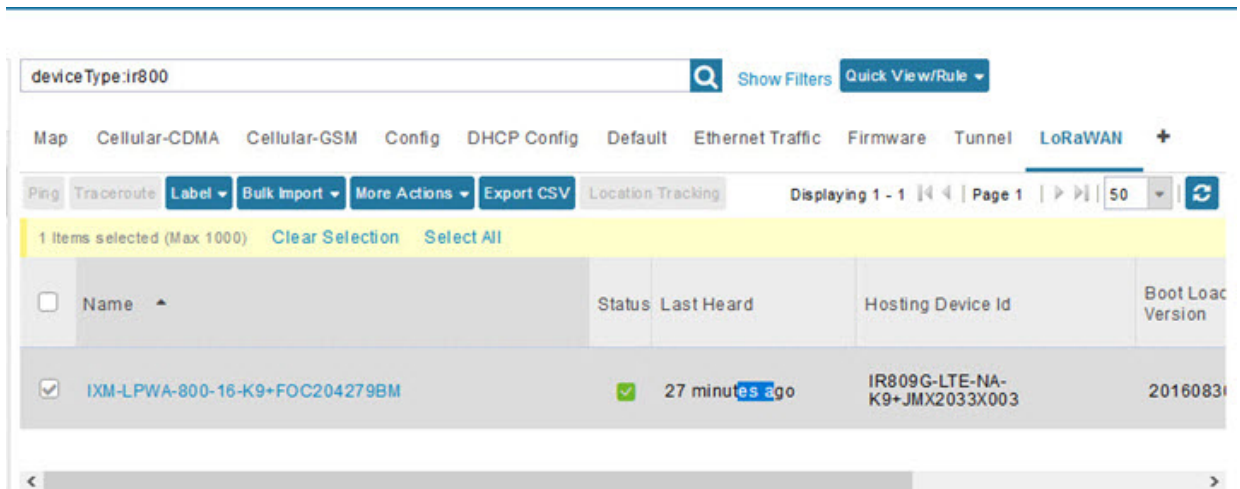 deviceType:ir800 Show Filters Quick View/Rule
Map Cellular-CDMA Cellular-GSM Config DHCP Config Default Ethernet Traffic Firmware Tunnel LoRaWAN +
Ping Traceroute Label Bulk Import More Actions Export CSV Location Tracking Displaying 1 - 1 | Page 1 | 50
1 Items selected (Max 1000) Clear Selection Select All
Name Status Last Heard Hosting Device Id Boot Load
Version
IXM-LPWA-800-16-K9+FOC204279BM 27 minutes ago IR809G-LTE-NA-
K9+JMX2033X003 2016083